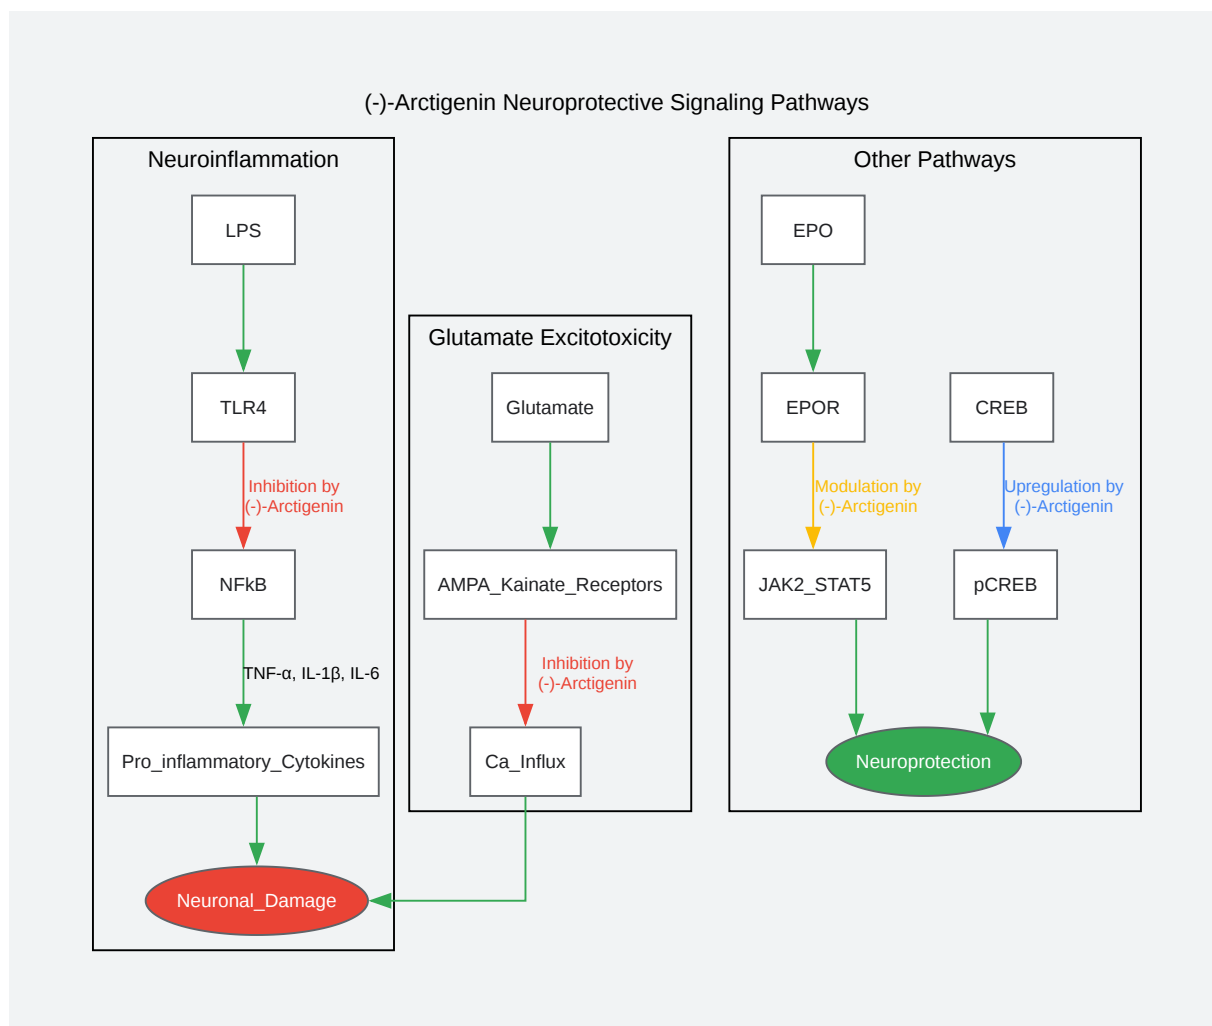 (-)-Arctigenin Neuroprotective Signaling Pathways
Neuroinflammation
LPS
TLR4
Inhibition by
(-)-Arctigenin
NFkB
TNF-α, IL-1β, IL-6
Pro_inflammatory_Cytokines
Neuronal_Damage
Glutamate Excitotoxicity
Glutamate
AMPA_Kainate_Receptors
Inhibition by
(-)-Arctigenin
Ca_Influx
Other Pathways
EPO
EPOR
Modulation by
(-)-Arctigenin
JAK2_STAT5
CREB
Upregulation by
(-)-Arctigenin
pCREB
Neuroprotection